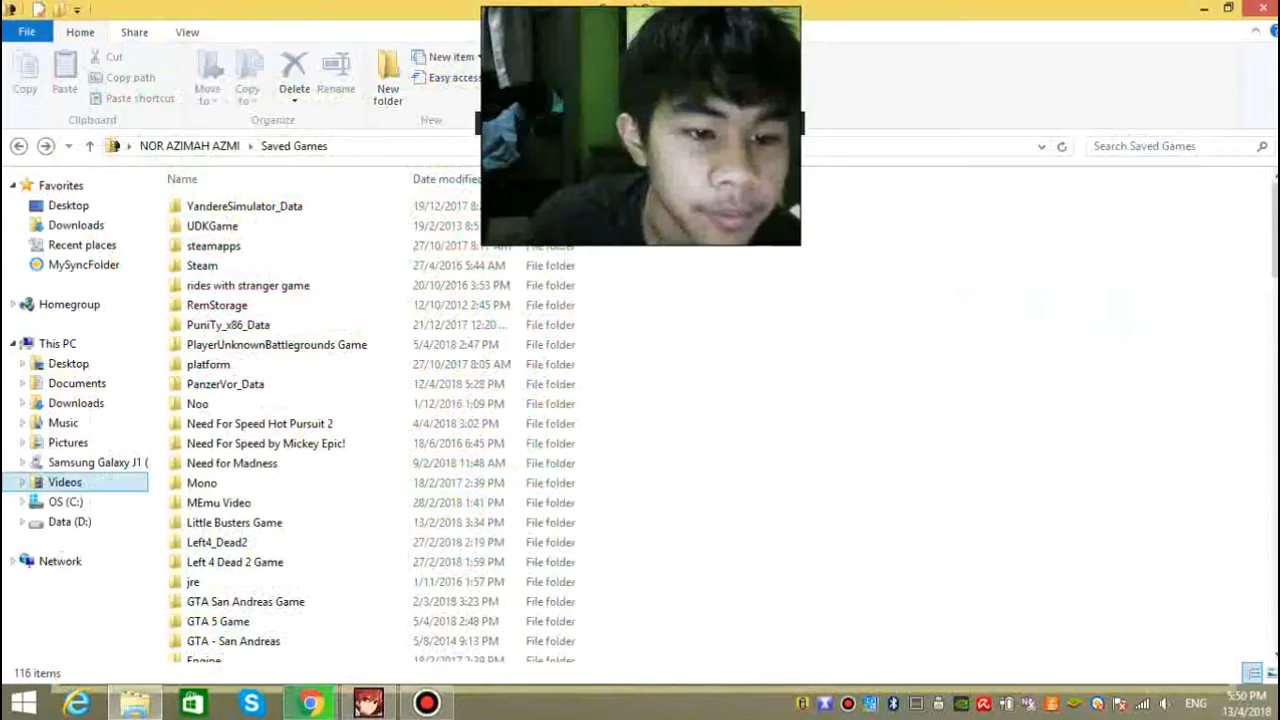 File Home Share View
Cut
Copy path
Paste shortcut
Copy Paste
Move to Copy to Delete Rename
New folder
New item
Easy access
Clipboard Organize New
NOR AZIMAH AZMI Saved Games
Search Saved Games
Name Date modified
Favorites
Desktop
Downloads
Recent places
MySyncFolder
Homegroup
This PC
Desktop
Documents
Downloads
Music
Pictures
Samsung Galaxy J1 (
Videos
OS (C:)
Data (D:)
Network
YandereSimulator_Data 19/12/2017 8:
UDKGame 19/2/2013 8:5
steamapps 27/10/2017 8:1 File folder
Steam 27/4/2016 5:44 AM File folder
rides with stranger game 20/10/2016 3:53 PM File folder
RemStorage 12/10/2012 2:45 PM File folder
PuniTy_x86_Data 21/12/2017 12:20 ... File folder
PlayerUnknownBattlegrounds Game 5/4/2018 2:47 PM File folder
platform 27/10/2017 8:05 AM File folder
PanzerVor_Data 12/4/2018 5:28 PM File folder
Noo 1/12/2016 1:09 PM File folder
Need For Speed Hot Pursuit 2 4/4/2018 3:02 PM File folder
Need For Speed by Mickey Epic! 18/6/2016 6:45 PM File folder
Need for Madness 9/2/2018 11:48 AM File folder
Mono 18/2/2017 2:39 PM File folder
MEmu Video 28/2/2018 1:41 PM File folder
Little Busters Game 13/2/2018 3:34 PM File folder
Left4_Dead2 27/2/2018 2:19 PM File folder
Left 4 Dead 2 Game 27/2/2018 1:59 PM File folder
jre 1/11/2016 1:57 PM File folder
GTA San Andreas Game 2/3/2018 3:23 PM File folder
GTA 5 Game 5/4/2018 2:48 PM File folder
GTA - San Andreas 5/8/2014 9:13 PM File folder
Engine 18/2/2017 2:39 PM File folder
116 items
ENG
5:50 PM
13/4/2018